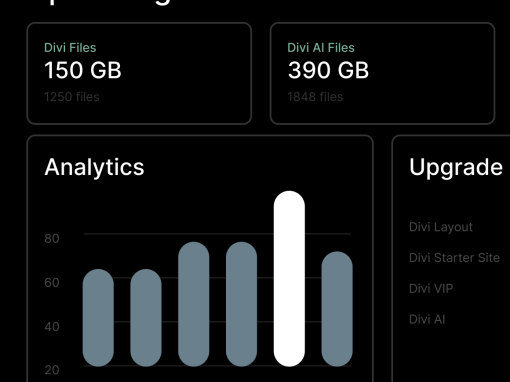 Divi Files
150 GB
1250 files
Divi AI Files
390 GB
1848 files
Analytics
80
60
40
20
Upgrade
Divi Layout
Divi Starter Site
Divi VIP
Divi AI